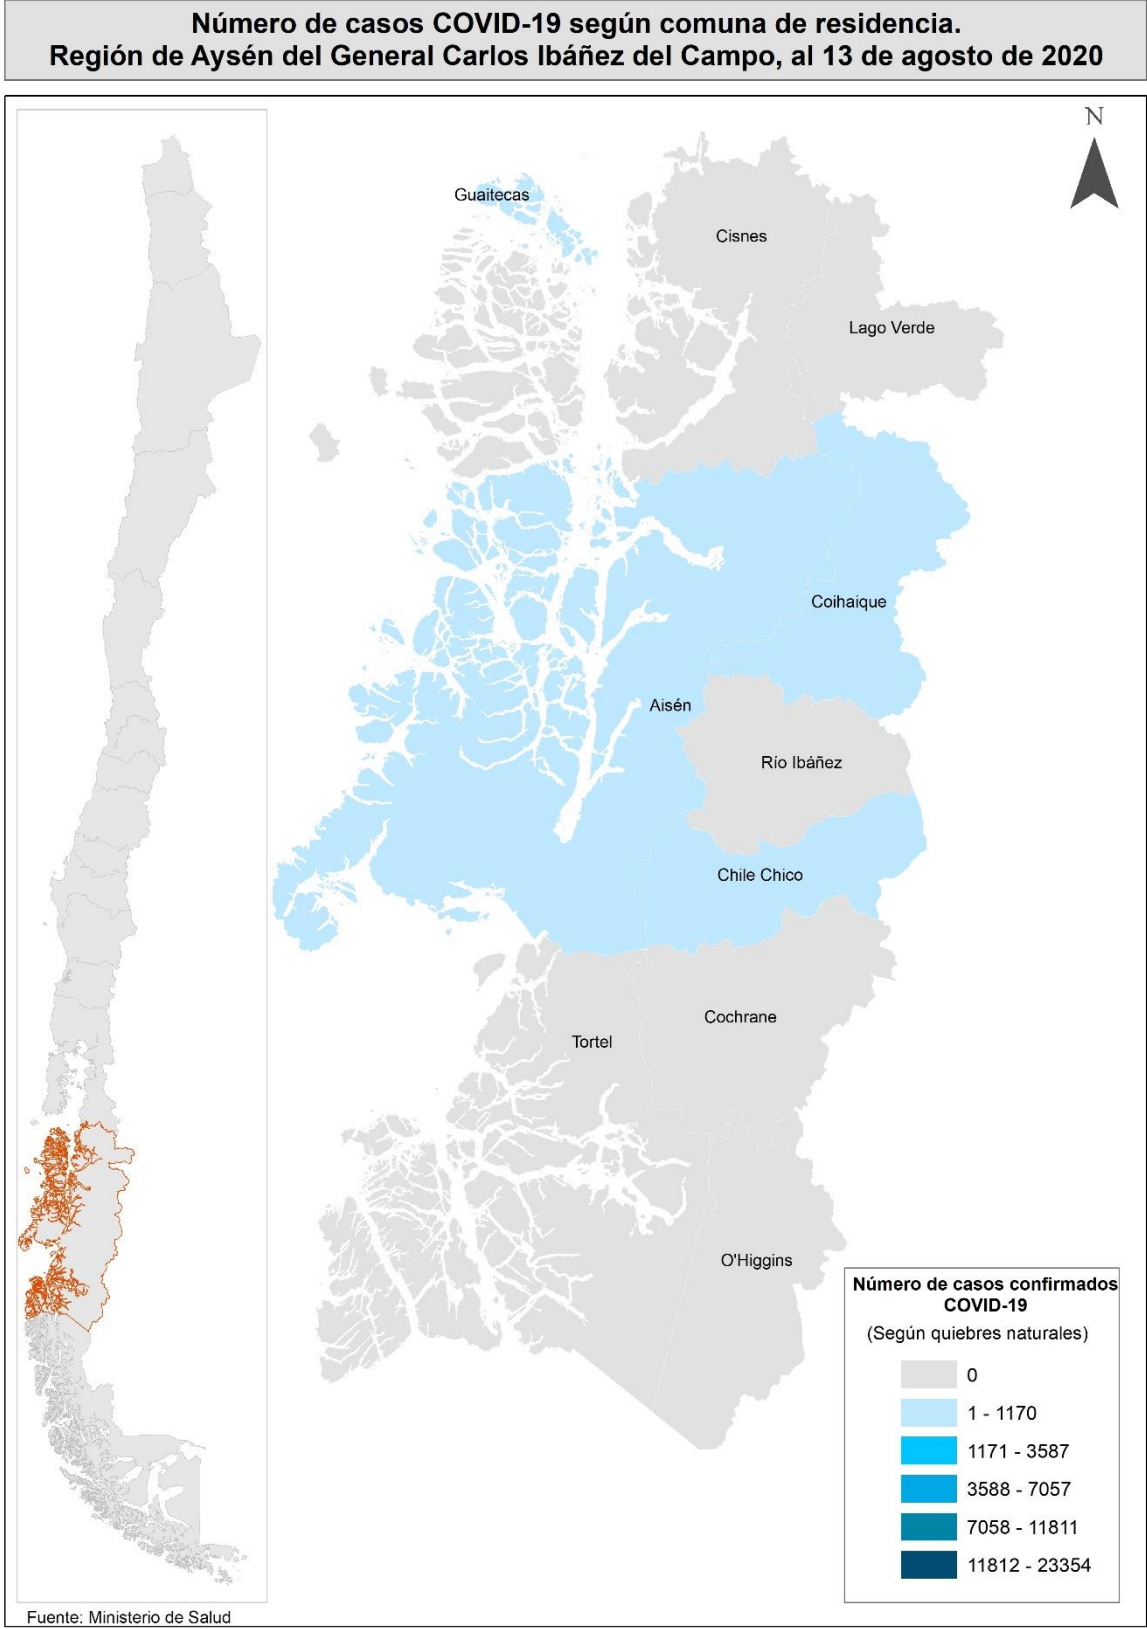 Número de casos COVID-19 según comuna de residencia.
Región de Aysén del General Carlos Ibáñez del Campo, al 13 de agosto de 2020
N
Guaitecas
Cisnes
Lago Verde
Coihaique
Aisén
Río Ibáñez
Chile Chico
Cochrane
Tortel
O'Higgins
Número de casos confirmados
COVID-19
(Según quiebres naturales)
0
1 - 1170
1171 - 3587
3588 - 7057
7058 - 11811
11812 - 23354
Fuente: Ministerio de Salud